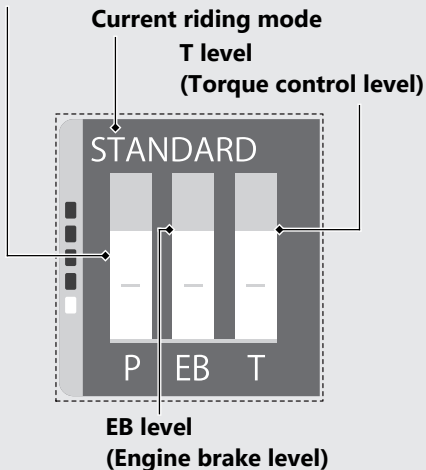 Current riding mode
T level
(Torque control level)
STANDARD
P EB T
EB level
(Engine brake level)